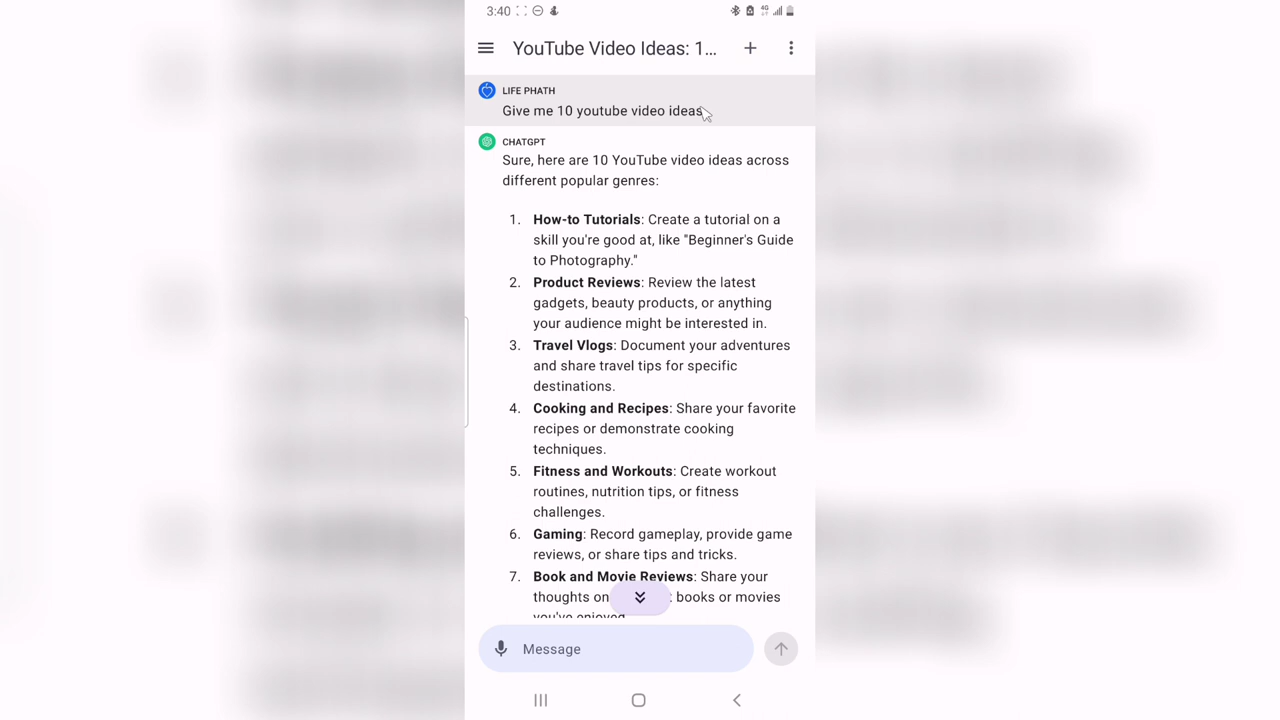 3:40
4G
YouTube Video Ideas: 1...
LIFE PHATH
Give me 10 youtube video ideas
CHATGPT
Sure, here are 10 YouTube video ideas across
different popular genres:
1. How-to Tutorials: Create a tutorial on a
skill you're good at, like "Beginner's Guide
to Photography."
2. Product Reviews: Review the latest
gadgets, beauty products, or anything
your audience might be interested in.
3. Travel Vlogs: Document your adventures
and share travel tips for specific
destinations.
4. Cooking and Recipes: Share your favorite
recipes or demonstrate cooking
techniques.
5. Fitness and Workouts: Create workout
routines, nutrition tips, or fitness
challenges.
6. Gaming: Record gameplay, provide game
reviews, or share tips and tricks.
7. Book and Movie Reviews: Share your
thoughts on books or movies
you've enjoyed
Message